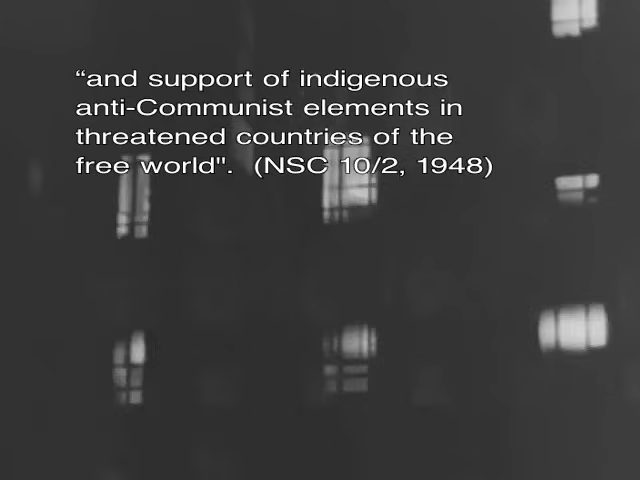 “and support of indigenous
anti-Communist elements in
threatened countries of the
free world". (NSC 10/2, 1948)